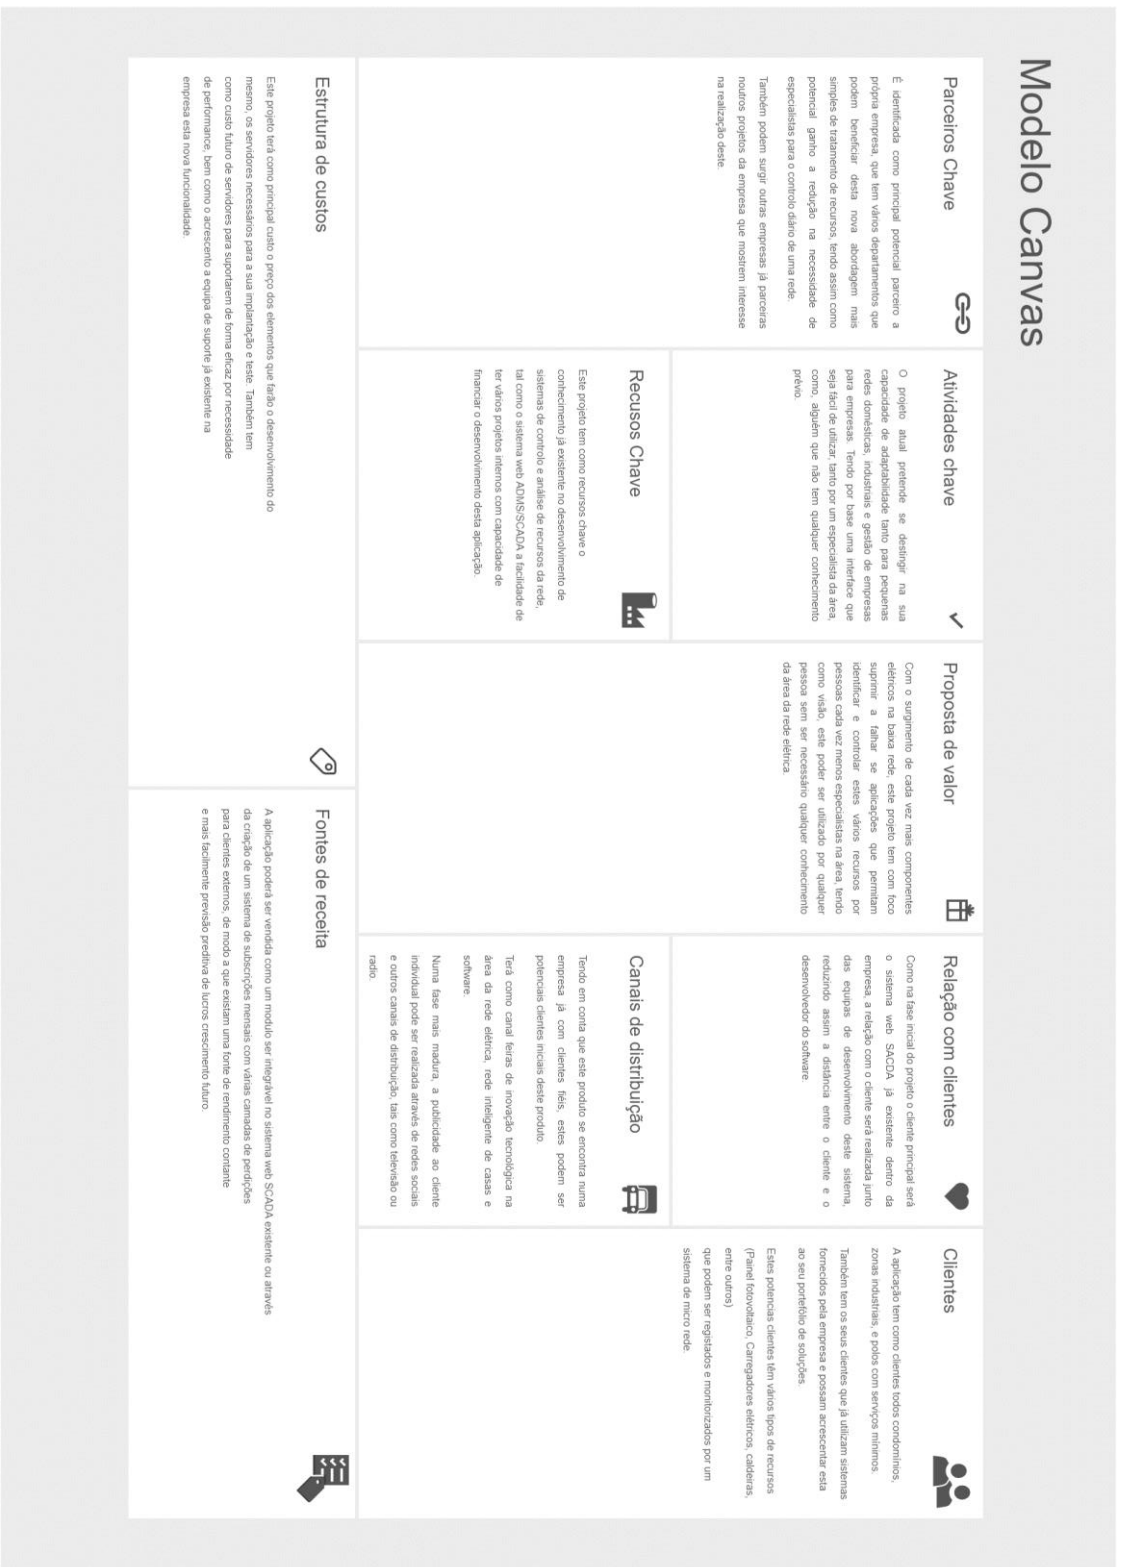 Modelo Canvas
Parceiros Chave
É identificada como principal potencial parceiro a
própria empresa, que tem vários departamentos que
podem beneficiar desta nova abordagem mais
simples de tratamento de recursos, tendo assim como
potencial ganho a redução na necessidade de
especialistas para o controlo diário de uma rede.
Também podem surgir outras empresas já parceiras
noutros projetos da empresa que mostrem interesse
na realização deste.
Atividades chave
O projeto atual pretende se destingir na sua
capacidade de adaptabilidade tanto para pequenas
redes domésticas, industriais e gestão de empresas
para empresas. Tendo por base uma interface que
seja fácil de utilizar, tanto por um especialista da área,
como, alguém que não tem qualquer conhecimento
prévio.
Recusos Chave
Este projeto tem como recursos chave o
conhecimento já existente no desenvolvimento de
sistemas de controlo e análise de recursos da rede,
tal como o sistema web ADMS/SCADA a facilidade de
ter vários projetos internos com capacidade de
financiar o desenvolvimento desta aplicação.
Proposta de valor
Com o surgimento de cada vez mais componentes
elétricos na baixa rede, este projeto tem com foco
suprimir a falhar se aplicações que permitam
identificar e controlar estes vários recursos por
pessoas cada vez menos especialistas na área, tendo
como visão, este poder ser utilizado por qualquer
pessoa sem ser necessário qualquer conhecimento
da área da rede elétrica.
Relação com clientes
Como na fase inicial do projeto o cliente principal será
o sistema web SACDA já existente dentro da
empresa, a relação com o cliente será realizada junto
das equipas de desenvolvimento deste sistema,
reduzindo assim a distância entre o cliente e o
desenvolvedor do software.
Canais de distribuição
Tendo em conta que este produto se encontra numa
empresa já com clientes fiéis, estes podem ser
potenciais clientes iniciais deste produto
Terá como canal feiras de inovação tecnológica na
área da rede elétrica, rede inteligente de casas e
software.
Numa fase mais madura, a publicidade ao cliente
individual pode ser realizada através de redes sociais
e outros canais de distribuição, tais como televisão ou
radio.
Clientes
A aplicação tem como clientes todos condomínios,
zonas industriais, e polos com serviços mínimos.
Também tem os seus clientes que já utilizam sistemas
fornecidos pela empresa e possam acrescentar esta
ao seu portefólio de soluções.
Estes potencias clientes têm vários tipos de recursos
(Painel fotovoltaico, Carregadores elétricos, caldeiras,
entre outros)
que podem ser registados e monitorizados por um
sistema de micro rede.
Estrutura de custos
Este projeto terá como principal custo o preço dos elementos que farão o desenvolvimento do
mesmo, os servidores necessários para a sua implantação e teste. Também tem
como custo futuro de servidores para suportarem de forma eficaz por necessidade
de performance, bem como o acrescento a equipa de suporte já existente na
empresa esta nova funcionalidade.
Fontes de receita
A aplicação poderá ser vendida como um modulo ser integrável no sistema web SCADA existente ou através
da criação de um sistema de subscrições mensais com várias camadas de perdições
para clientes externos, de modo a que existam uma fonte de rendimento contante
e mais facilmente previsão preditiva de lucros crescimento futuro.